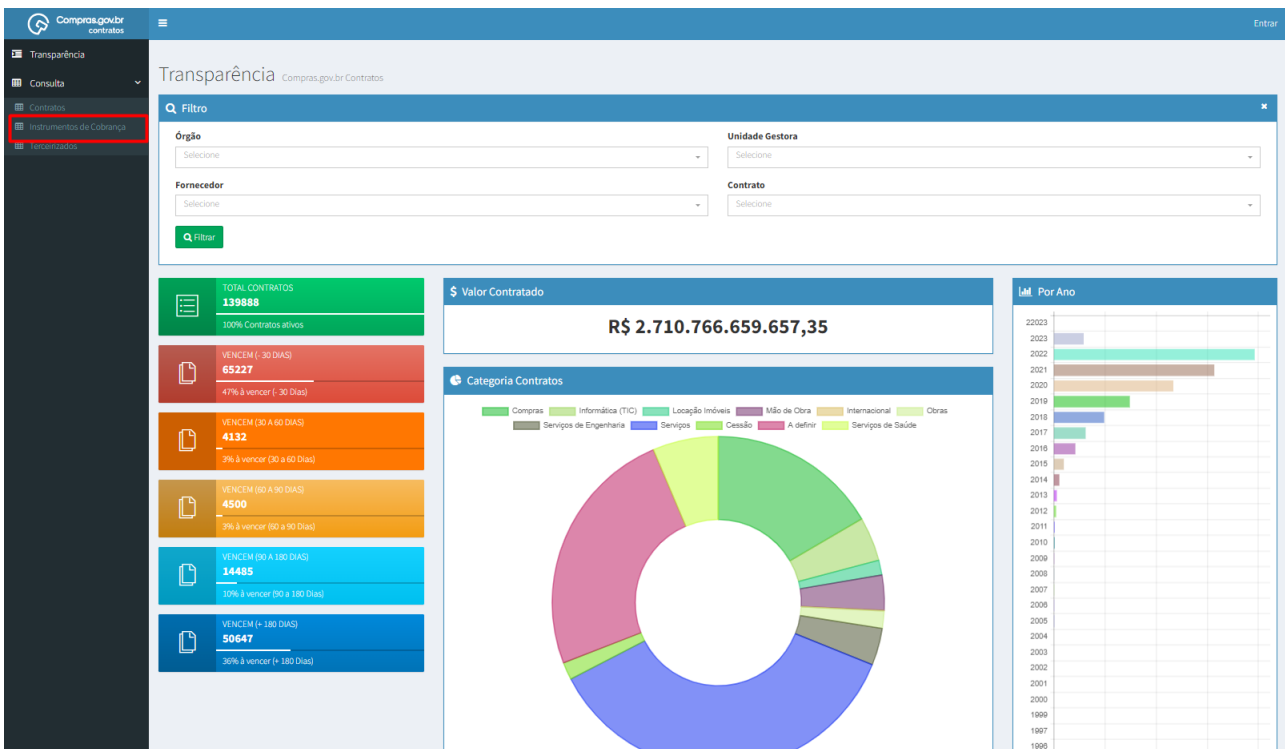 Compras.gov.br
contratos
Entrar
Transparência
Consulta
Contratos
Instrumentos de Cobrança
Terceirizados
Transparência Compras.gov.br Contratos
Filtro
Órgão
Selecione
Unidade Gestora
Selecione
Fornecedor
Selecione
Contrato
Selecione
Filtrar
TOTAL CONTRATOS
139888
100% Contratos ativos
VENCEM (- 30 DIAS)
65227
47% à vencer (- 30 Dias)
VENCEM (30 A 60 DIAS)
4132
3% à vencer (30 a 60 Dias)
VENCEM (60 A 90 DIAS)
4500
3% à vencer (60 a 90 Dias)
VENCEM (90 A 180 DIAS)
14485
10% à vencer (90 a 180 Dias)
VENCEM (+ 180 DIAS)
50647
36% à vencer (+ 180 Dias)
$ Valor Contratado
R$ 2.710.766.659.657,35
Categoria Contratos
Compras Informática (TIC) Locação Imóveis Mão de Obra Internacional Obras
Serviços de Engenharia Serviços Cessão A definir Serviços de Saúde
Por Ano
22023
2023
2022
2021
2020
2019
2018
2017
2016
2015
2014
2013
2012
2011
2010
2009
2008
2007
2006
2005
2004
2003
2002
2001
2000
1999
1997
1996